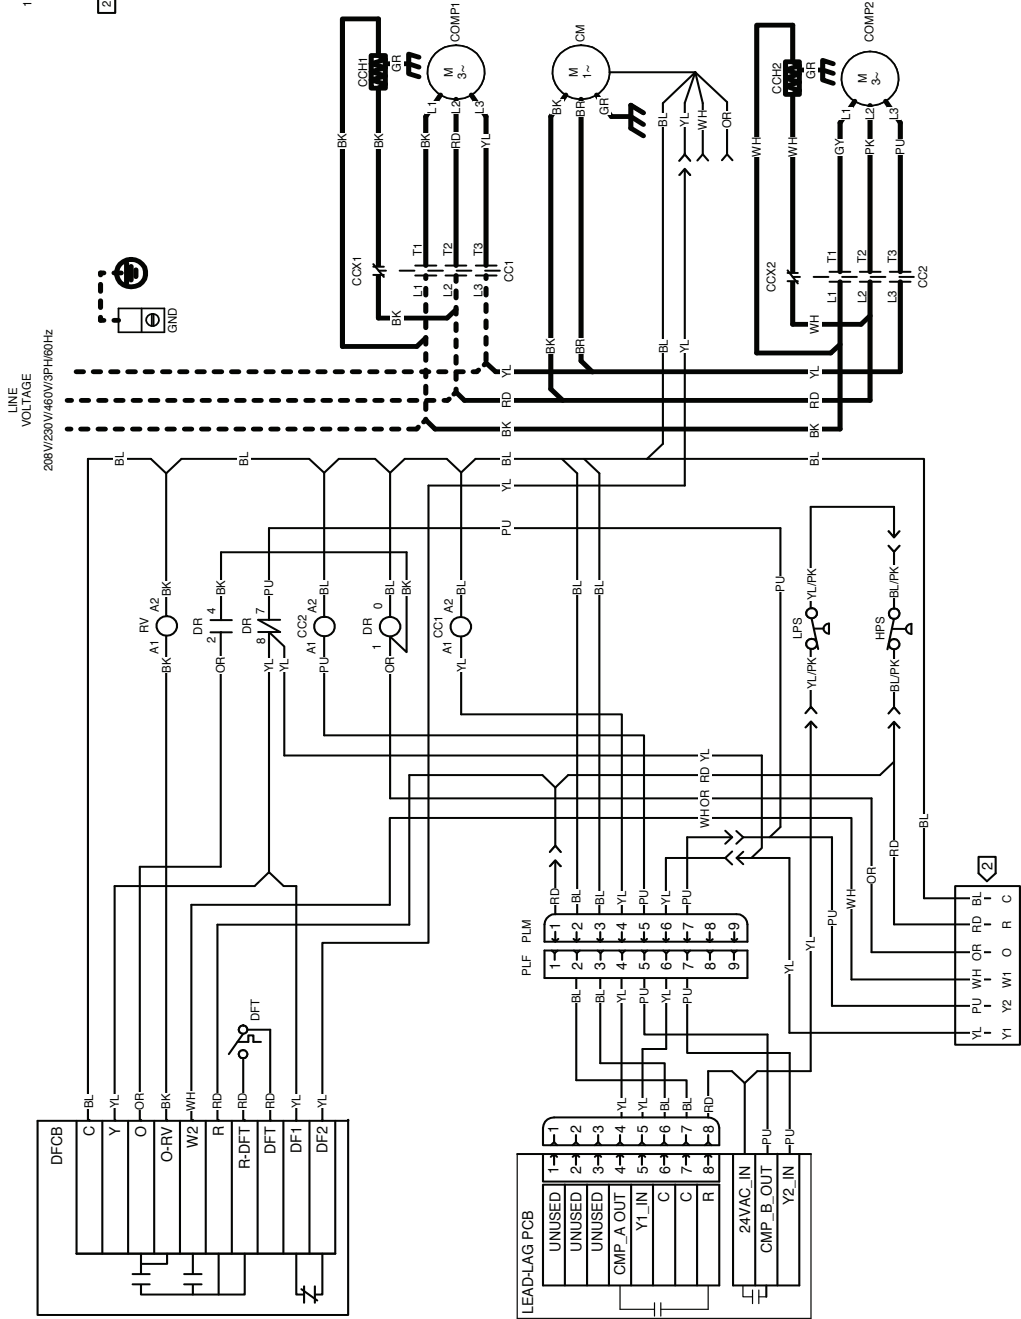 1
2
LINE
VOLTAGE
208V/230V/460V/3PH/60Hz
GND
CCH1
GR
COMP1
M
3~
L1
L2
L3
BK
BK
BK
RD
YL
CCX1
T1
T2
T3
L1
L2
L3
CC1
BK
CM
M
1~
BK
BR
GR
BL
YL
WH
OR
BK
BR
BL
YL
CCH2
GR
COMP2
M
3~
L1
L2
L3
WH
WH
GY
PK
PU
CCX2
T1
T2
T3
L1
L2
L3
CC2
WH
YL
RD
BK
YL
RD
BK
BL
BL
BL
YL
BL
PU
RV
A1
A2
BK
BK
DR
2
4
OR
BK
DR
8
7
YL
YL
PU
CC2
A1
A2
PU
BL
DR
1
0
OR
BL
BK
CC1
A1
A2
YL
BL
BL
BL
PU
LPS
YL/PK
YL/PK
HPS
BL/PK
BL/PK
YL
RD
OR
WH
PLM
PLF
RD
BL
BL
YL
PU
YL
PU
1
2
3
4
5
6
7
8
9
1
2
3
4
5
6
7
8
9
BL
BL
YL
PU
YL
PU
YL
YL
PU
WH
OR
RD
BL
2
YL
PU
WH
OR
RD
BL
Y1
Y2
W1
O
R
C
DFCB
C
Y
O
O-RV
W2
R
R-DFT
DFT
DF1
DF2
BL
YL
OR
BK
WH
RD
RD
RD
YL
YL
DFT
LEAD-LAG PCB
UNUSED
UNUSED
UNUSED
CMP_A OUT
Y1_IN
C
C
R
24VAC_IN
CMP_B_OUT
Y2_IN
1
2
3
4
5
6
7
8
1
2
3
4
5
6
7
8
YL
YL
BL
BL
RD
PU
PU